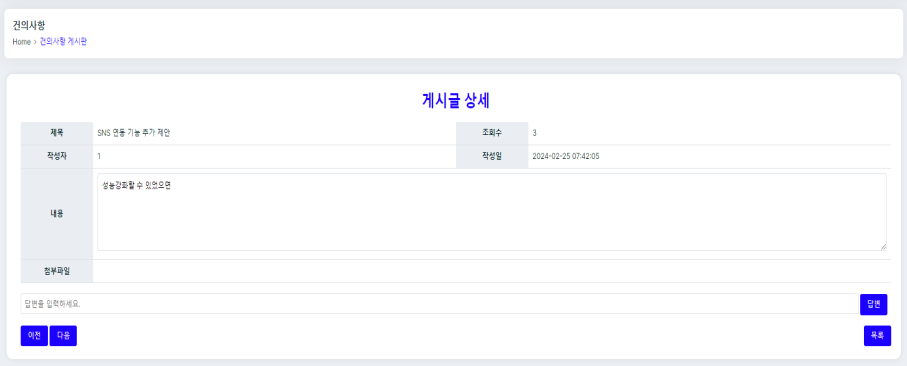 건의사항
Home › 건의사항 게시판
게시글 상세
제목 SNS 연동 기능 추가 제안 조회수 3
작성자 1 작성일 2024-02-25 07:42:05
내용 성능강화할 수 있었으면
첨부파일
답변을 입력하세요. 답변
이전 다음 목록